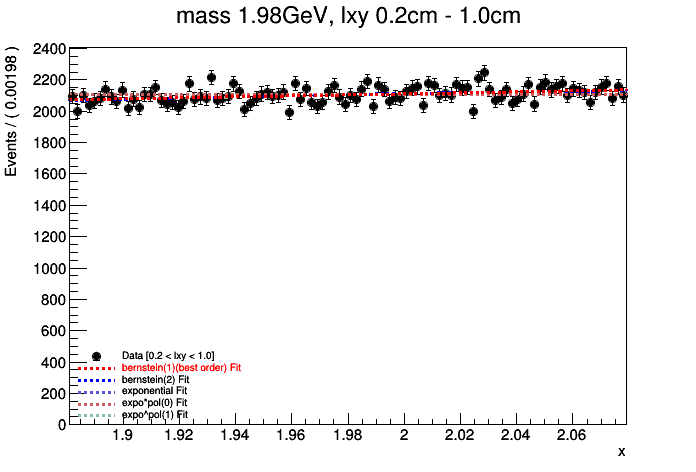 mass 1.98GeV, lxy 0.2cm - 1.0cm
Events / ( 0.00198 )
2400
2200
2000
1800
1600
1400
1200
1000
800
600
400
200
0
Data [0.2 < lxy < 1.0]
bernstein(1)(best order) Fit
bernstein(2) Fit
exponential Fit
expo*pol(0) Fit
expo*pol(1) Fit
1.9 1.92 1.94 1.96 1.98 2 2.02 2.04 2.06
x